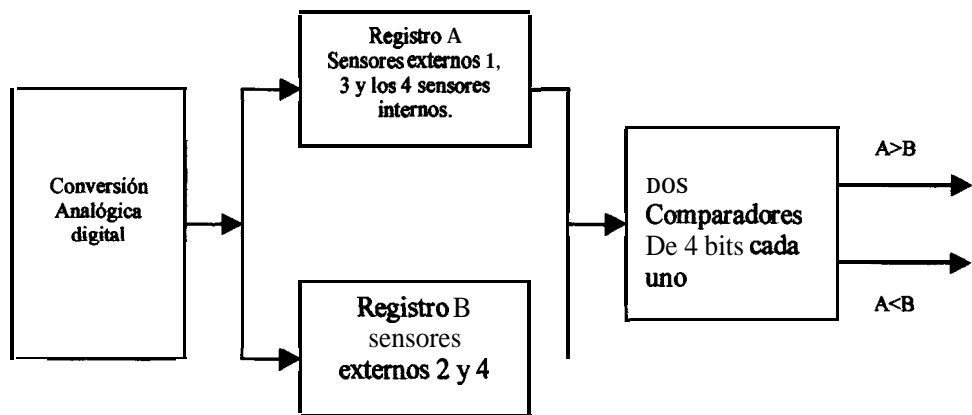 Conversión
Analógica
digital
Registro A
Sensores externos 1,
3 y los 4 sensores
internos.
Registro B
sensores
externos 2 y 4
DOS
Comparadores
De 4 bits cada
uno
A>B
A<B